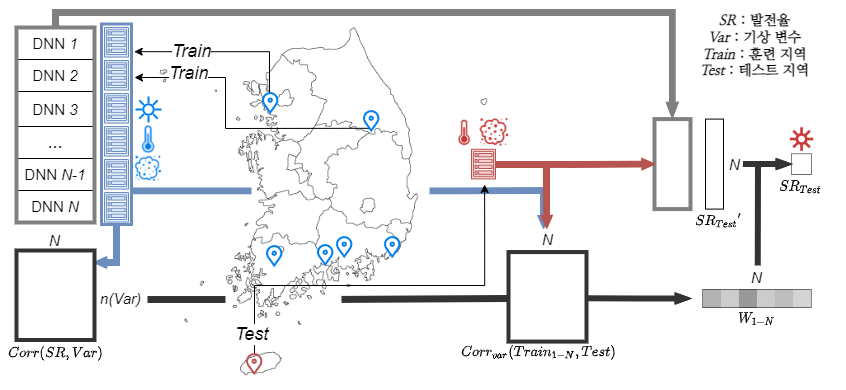 SR : 발전율
Var : 기상 변수
Train : 훈련 지역
Test : 테스트 지역
DNN 1
DNN 2
DNN 3
...
DNN N-1
DNN N
Train
Train
N
n(Var)
Corr(SR, Var)
Test
N
Corr_{var}(Train_{1-N}, Test)
N
SR_{Test}'
SR_{Test}
N
W_{1-N}